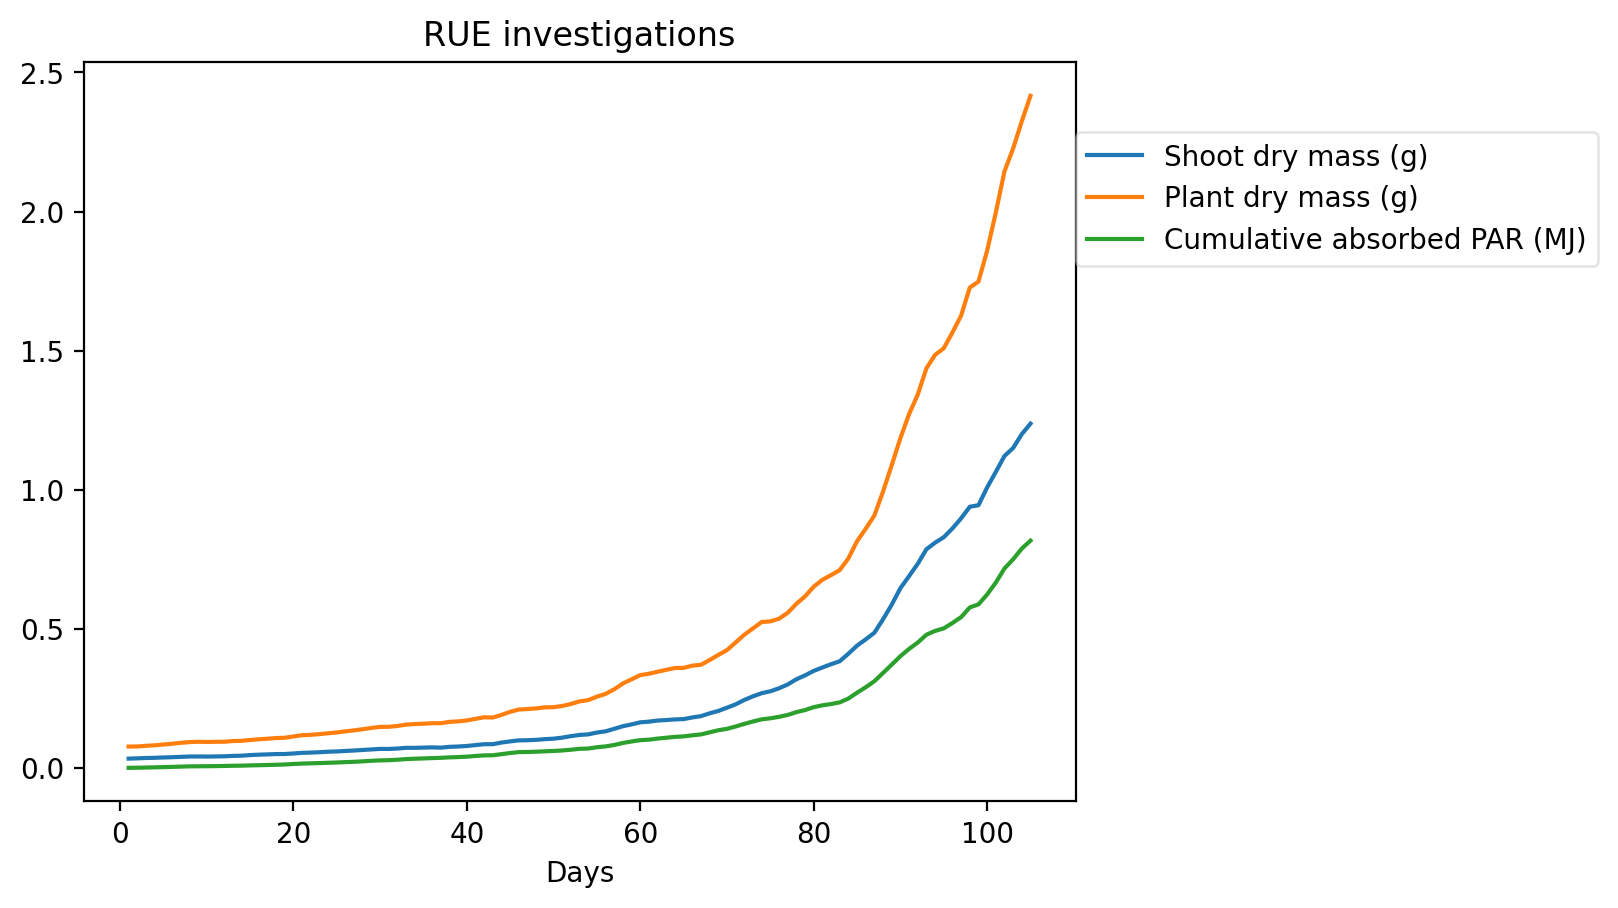 RUE investigations
2.5
2.0
1.5
1.0
0.5
0.0
0 20 40 60 80 100
Days
Shoot dry mass (g)
Plant dry mass (g)
Cumulative absorbed PAR (MJ)